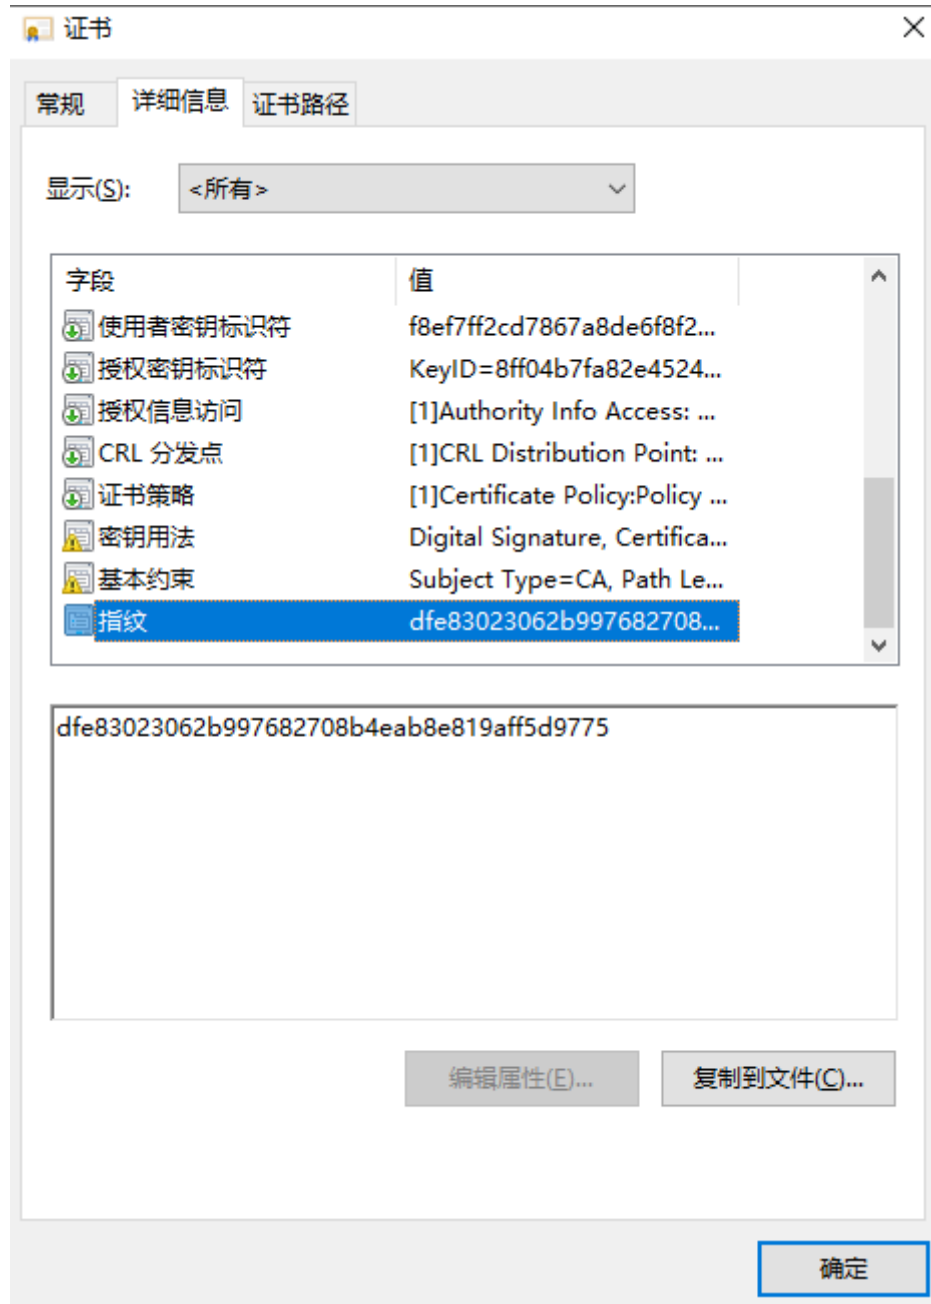 证书
常规 详细信息 证书路径
显示(S): <所有>
字段 值
使用者密钥标识符 f8ef7ff2cd7867a8de6f8f2...
授权密钥标识符 KeyID=8ff04b7fa82e4524...
授权信息访问 [1]Authority Info Access: ...
CRL 分发点 [1]CRL Distribution Point: ...
证书策略 [1]Certificate Policy:Policy ...
密钥用法 Digital Signature, Certifica...
基本约束 Subject Type=CA, Path Le...
指纹 dfe83023062b997682708...
dfe83023062b997682708b4eab8e819aff5d9775
编辑属性(E)... 复制到文件(C)...
确定